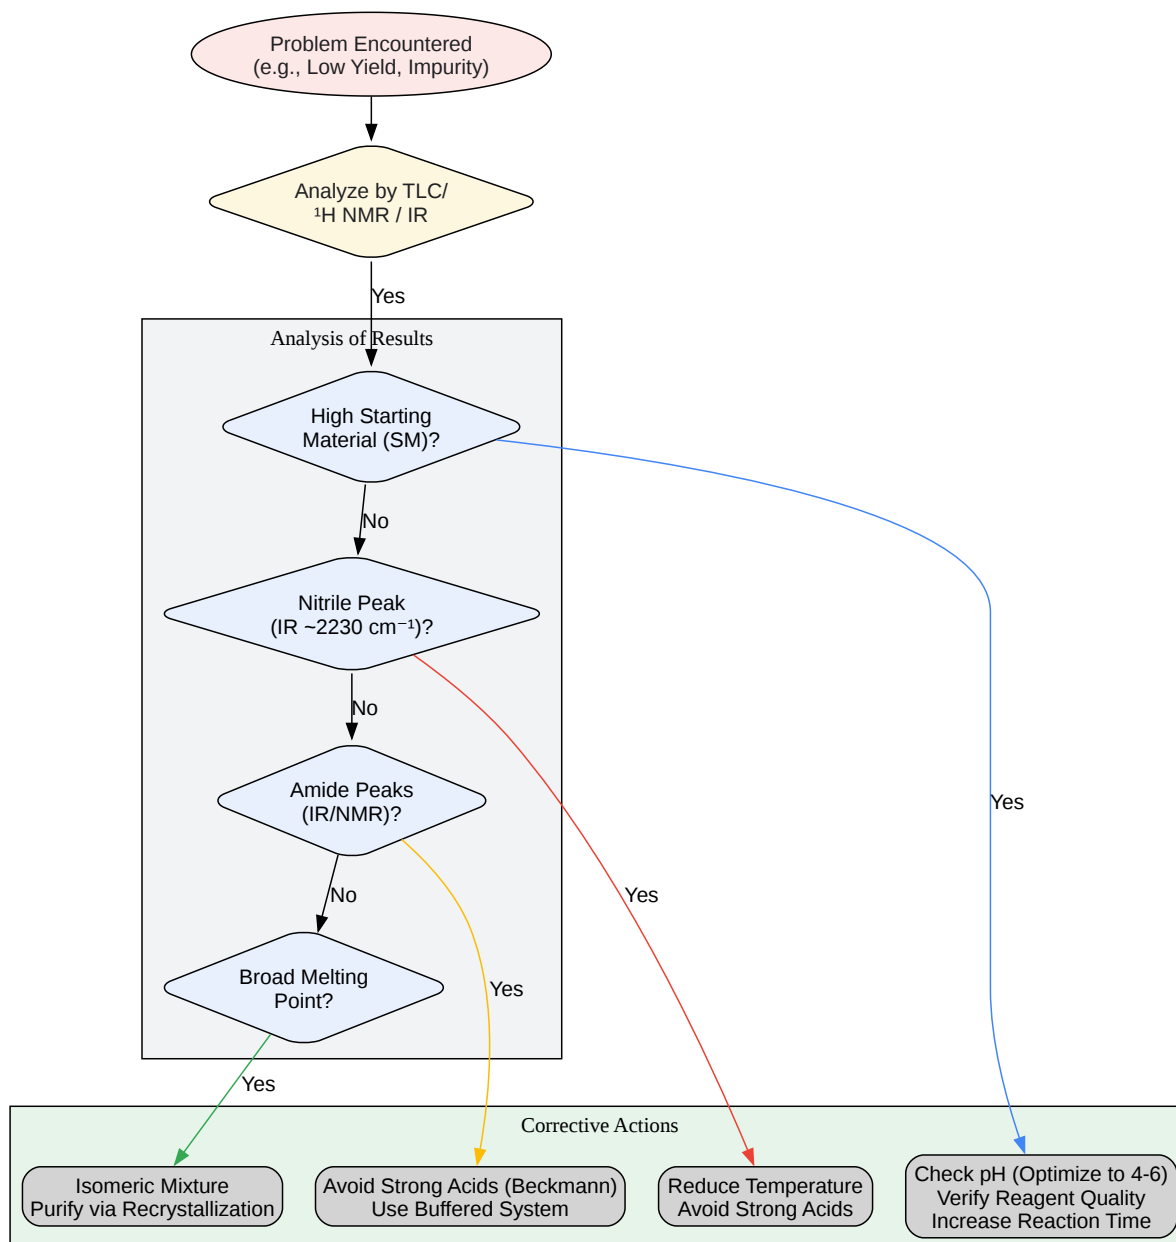 Problem Encountered
(e.g., Low Yield, Impurity)
Analyze by TLC/
¹H NMR / IR
Yes
Analysis of Results
High Starting
Material (SM)?
No
Nitrile Peak
(IR ~2230 cm⁻¹)?
No
Amide Peaks
(IR/NMR)?
Yes
Yes
No
Broad Melting
Point?
Yes
Yes
Corrective Actions
Isomeric Mixture
Purify via Recrystallization
Avoid Strong Acids (Beckmann)
Use Buffered System
Reduce Temperature
Avoid Strong Acids
Check pH (Optimize to 4-6)
Verify Reagent Quality
Increase Reaction Time